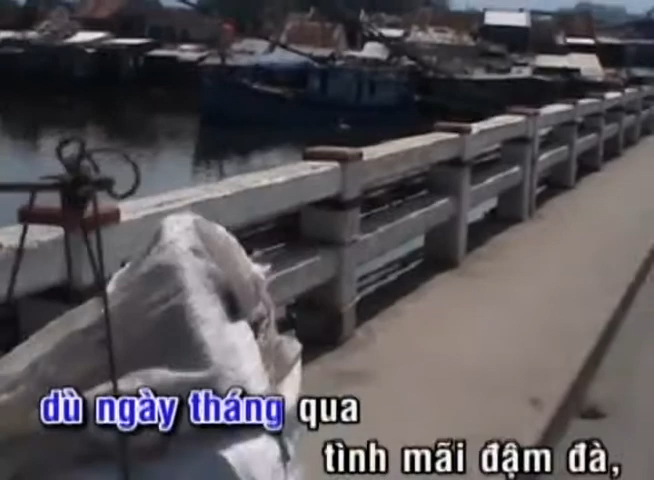 dù ngày tháng qua
tình mãi đậm đà,